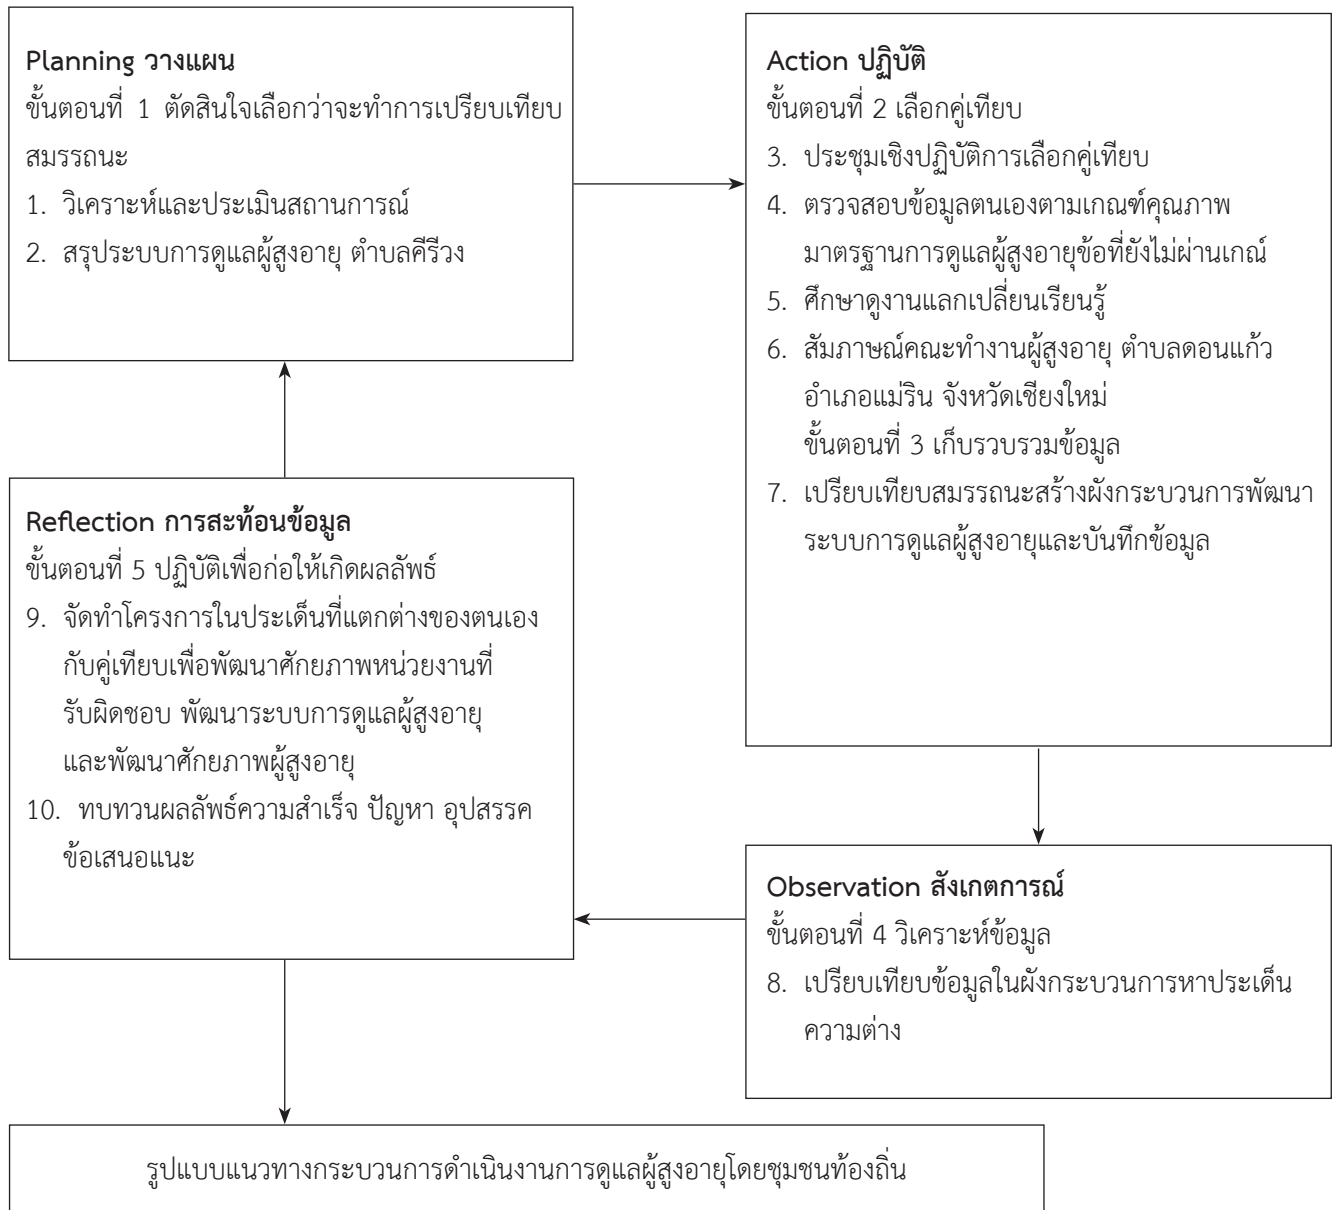 Planning วางแผน
ขั้นตอนที่ 1 ตัดสินใจเลือกว่าจะทำการเปรียบเทียบ
สมรรถนะ
1. วิเคราะห์และประเมินสถานการณ์
2. สรุประบบการดูแลผู้สูงอายุ ตำบลคีรีวง
Action ปฏิบัติ
ขั้นตอนที่ 2 เลือกคู่เทียบ
3. ประชุมเชิงปฏิบัติการเลือกคู่เทียบ
4. ตรวจสอบข้อมูลตนเองตามเกณฑ์คุณภาพ
มาตรฐานการดูแลผู้สูงอายุข้อที่ยังไม่ผ่านเกณ์
5. ศึกษาดูงานแลกเปลี่ยนเรียนรู้
6. สัมภาษณ์คณะทำงานผู้สูงอายุ ตำบลดอนแก้ว
อำเภอแม่ริน จังหวัดเชียงใหม่
ขั้นตอนที่ 3 เก็บรวบรวมข้อมูล
7. เปรียบเทียบสมรรถนะสร้างผังกระบวนการพัฒนา
ระบบการดูแลผู้สูงอายุและบันทึกข้อมูล
Reflection การสะท้อนข้อมูล
ขั้นตอนที่ 5 ปฏิบัติเพื่อก่อให้เกิดผลลัพธ์
9. จัดทำโครงการในประเด็นที่แตกต่างของตนเอง
กับคู่เทียบเพื่อพัฒนาศักยภาพหน่วยงานที่
รับผิดชอบ พัฒนาระบบการดูแลผู้สูงอายุ
และพัฒนาศักยภาพผู้สูงอายุ
10. ทบทวนผลลัพธ์ความสำเร็จ ปัญหา อุปสรรค
ข้อเสนอแนะ
Observation สังเกตการณ์
ขั้นตอนที่ 4 วิเคราะห์ข้อมูล
8. เปรียบเทียบข้อมูลในผังกระบวนการหาประเด็น
ความต่าง
รูปแบบแนวทางกระบวนการดำเนินงานการดูแลผู้สูงอายุโดยชุมชนท้องถิ่น